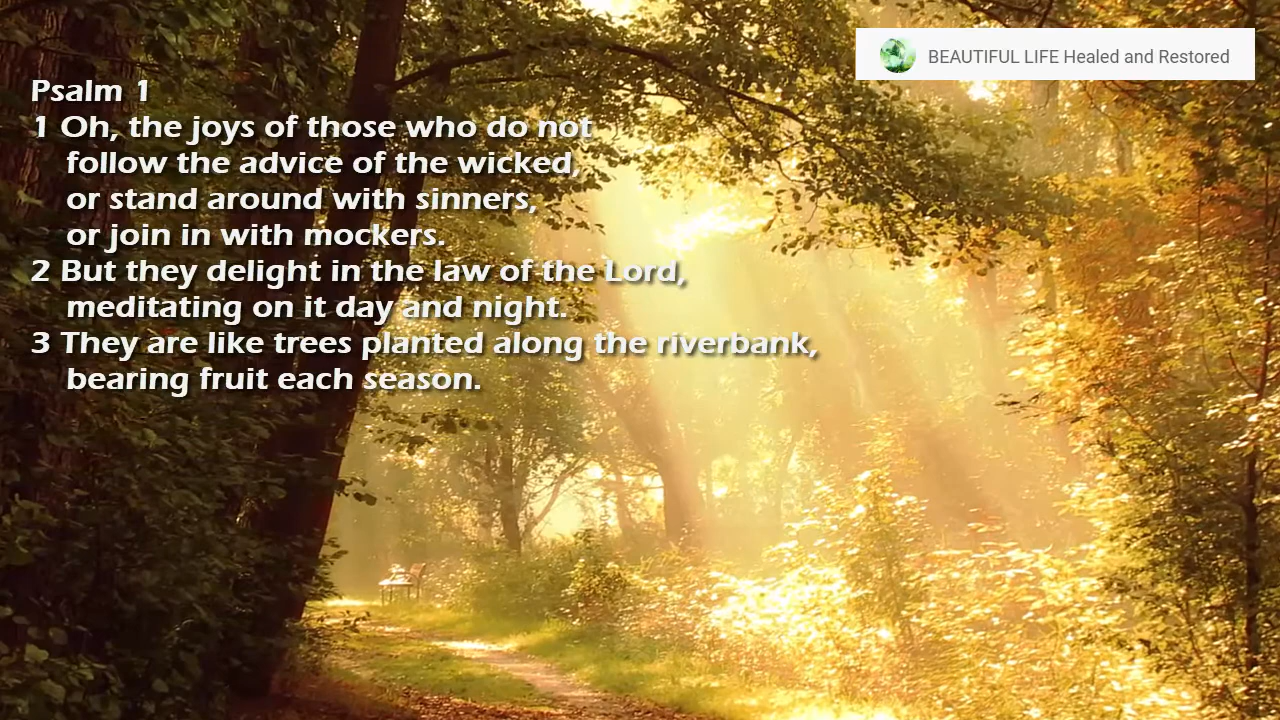 BEAUTIFUL LIFE Healed and Restored
Psalm 1
1 Oh, the joys of those who do not
follow the advice of the wicked,
or stand around with sinners,
or join in with mockers.
2 But they delight in the law of the Lord,
meditating on it day and night.
3 They are like trees planted along the riverbank,
bearing fruit each season.